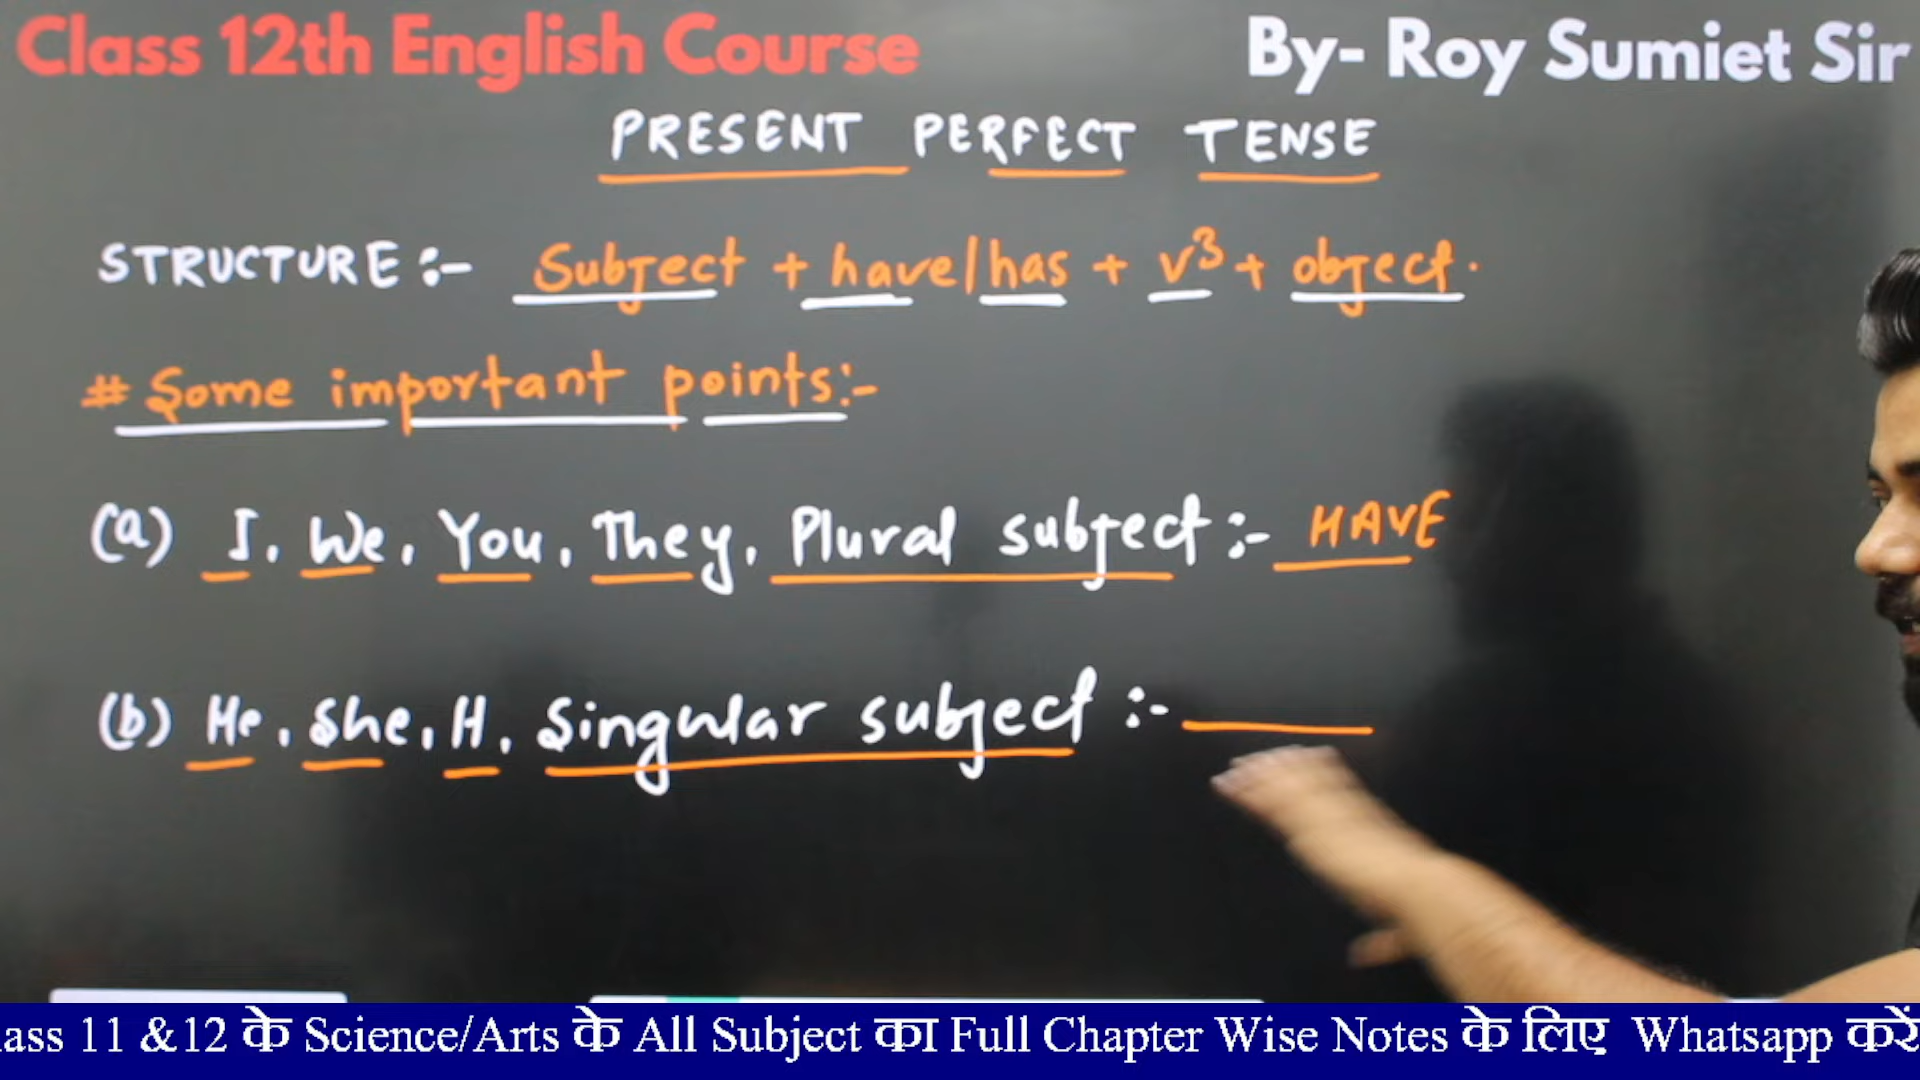 Class 12th English Course
By- Roy Sumiet Sir
PRESENT PERFECT TENSE
STRUCTURE :- Subject + have/has + v³ + object.
# Some important points:-
(a) I, We, You, They, Plural subject :- HAVE
(b) He, She, It, Singular subject :-
lass 11 &12 के Science/Arts के All Subject का Full Chapter Wise Notes के लिए Whatsapp करें